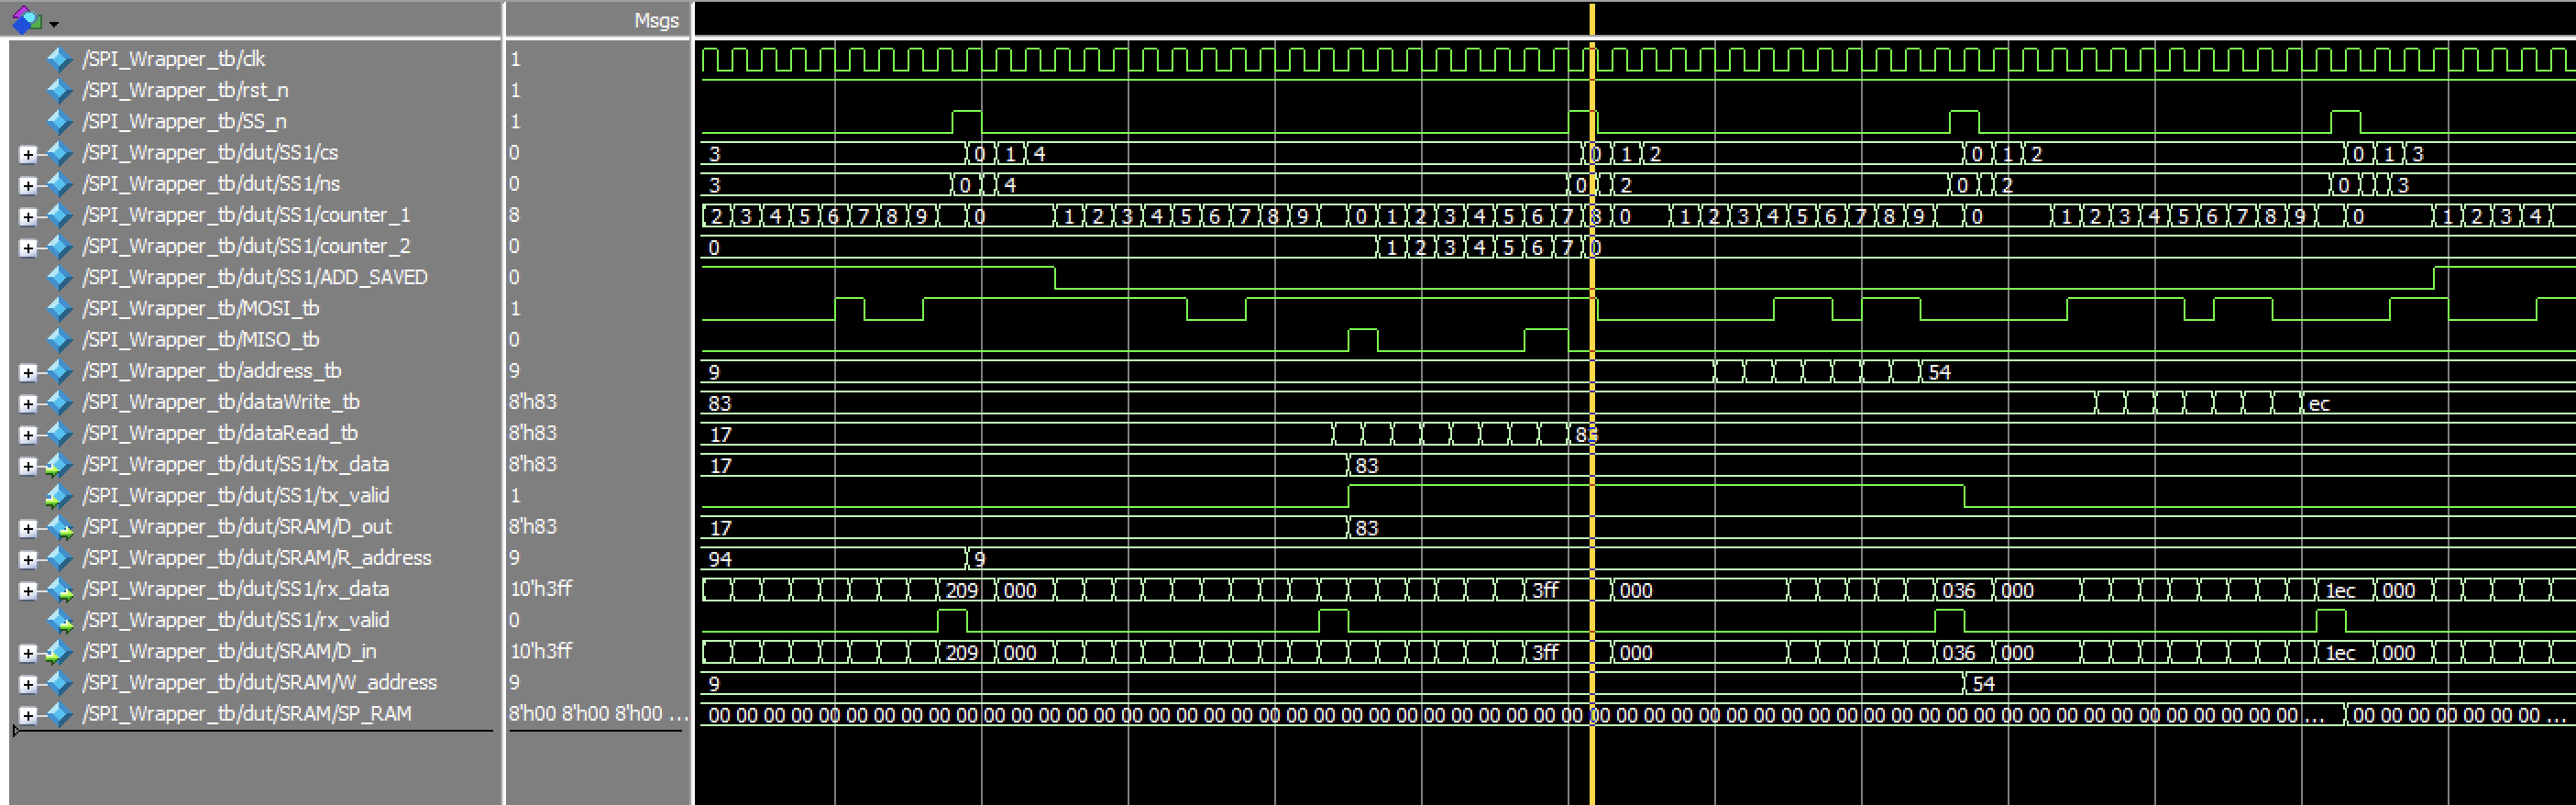 Msgs
/SPI_Wrapper_tb/clk 1
/SPI_Wrapper_tb/rst_n 1
/SPI_Wrapper_tb/SS_n 1
/SPI_Wrapper_tb/dut/SS1/cs 0 3 0 1 4 0 1 2 0 1 2 0 1 3
/SPI_Wrapper_tb/dut/SS1/ns 0 3 0 4 0 2 0 2 0 3
/SPI_Wrapper_tb/dut/SS1/counter_1 8 2 3 4 5 6 7 8 9 0 1 2 3 4 5 6 7 8 9 0 1 2 3 4 5 6 7 8 0 1 2 3 4 5 6 7 8 9 0 1 2 3 4 5 6 7 8 9 0 1 2 3 4
/SPI_Wrapper_tb/dut/SS1/counter_2 0 0 1 2 3 4 5 6 7 0
/SPI_Wrapper_tb/dut/SS1/ADD_SAVED 0
/SPI_Wrapper_tb/MOSI_tb 1
/SPI_Wrapper_tb/MISO_tb 0
/SPI_Wrapper_tb/address_tb 9 9 54
/SPI_Wrapper_tb/dataWrite_tb 8'h83 83 ec
/SPI_Wrapper_tb/dataRead_tb 8'h83 17 83
/SPI_Wrapper_tb/dut/SS1/tx_data 8'h83 17 83
/SPI_Wrapper_tb/dut/SS1/tx_valid 1
/SPI_Wrapper_tb/dut/SRAM/D_out 8'h83 17 83
/SPI_Wrapper_tb/dut/SRAM/R_address 9 94 9
/SPI_Wrapper_tb/dut/SS1/rx_data 10'h3ff 209 000 3ff 000 036 000 1ec 000
/SPI_Wrapper_tb/dut/SS1/rx_valid 0
/SPI_Wrapper_tb/dut/SRAM/D_in 10'h3ff 209 000 3ff 000 036 000 1ec 000
/SPI_Wrapper_tb/dut/SRAM/W_address 9 9 54
/SPI_Wrapper_tb/dut/SRAM/SP_RAM 8'h00 8'h00 8'h00 ... 00 00 00 00 00 00 00 00 00 00 00 00 00 00 00 00 00 00 00 00 00 00 00 00 00 00 00 00 00 00 00 00 00 00 00 00 00 00 00 00 00 00 00 00 00 00 00 00 00 00 00 00 00 00 00 00 00 00 ... 00 00 00 00 00 00 00 ...